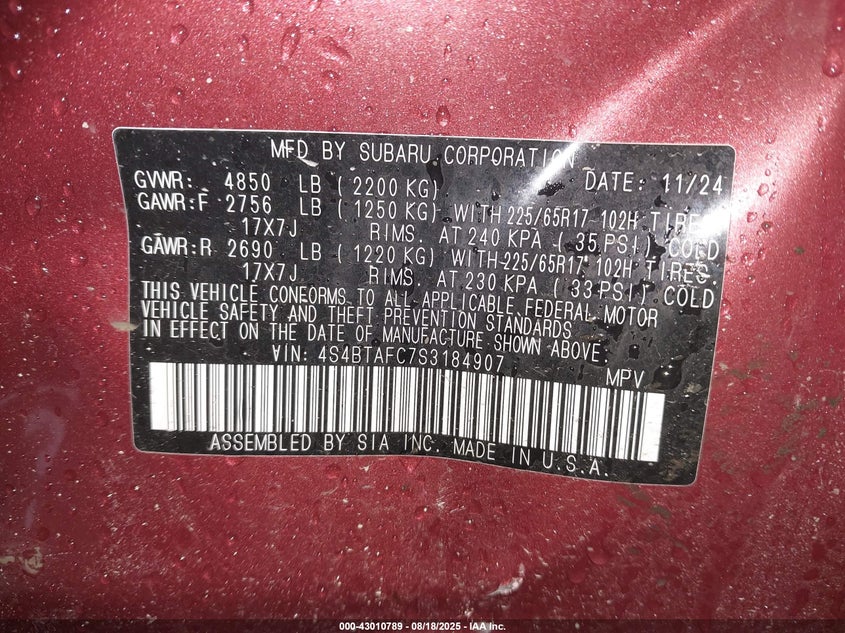 MFD BY SUBARU CORPORATION DATE: 11/24
GVWR: 4850 LB ( 2200 KG)
GAWR:F 2756 LB ( 1250 KG) WITH 225/65R17 102H TIRES,
17X7J RIMS. AT 240 KPA ( 35 PSI) COLD
GAWR:R 2690 LB ( 1220 KG) WITH 225/65R17 102H TIRES.
17X7J RIMS. AT 230 KPA ( 33 PSI) COLD
THIS VEHICLE CONFORMS TO ALL APPLICABLE FEDERAL MOTOR
VEHICLE SAFETY AND THEFT PREVENTION STANDARDS
IN EFFECT ON THE DATE OF MANUFACTURE SHOWN ABOVE.
VIN: 4S4BTAFC7S3184907 MPV
ASSEMBLED BY SIA INC. MADE IN U.S.A.
000-43010789 - 08/18/2025 - IAA Inc.